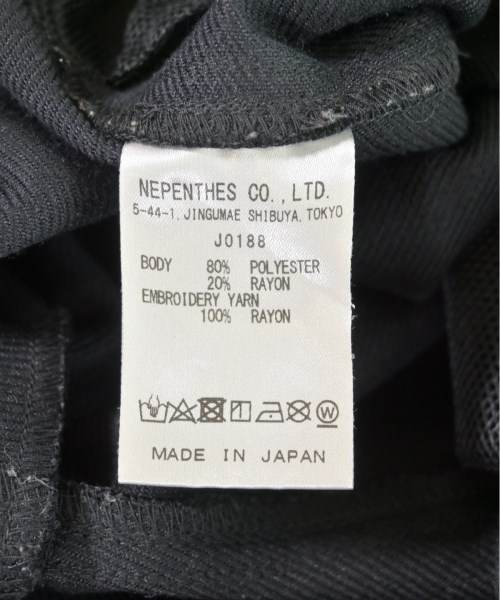 NEPENTHES CO.,LTD.
5-44-1, JINGUMAE SHIBUYA, TOKYO
J0188
BODY 80% POLYESTER
20% RAYON
EMBROIDERY YARN
100% RAYON
W
MADE IN JAPAN